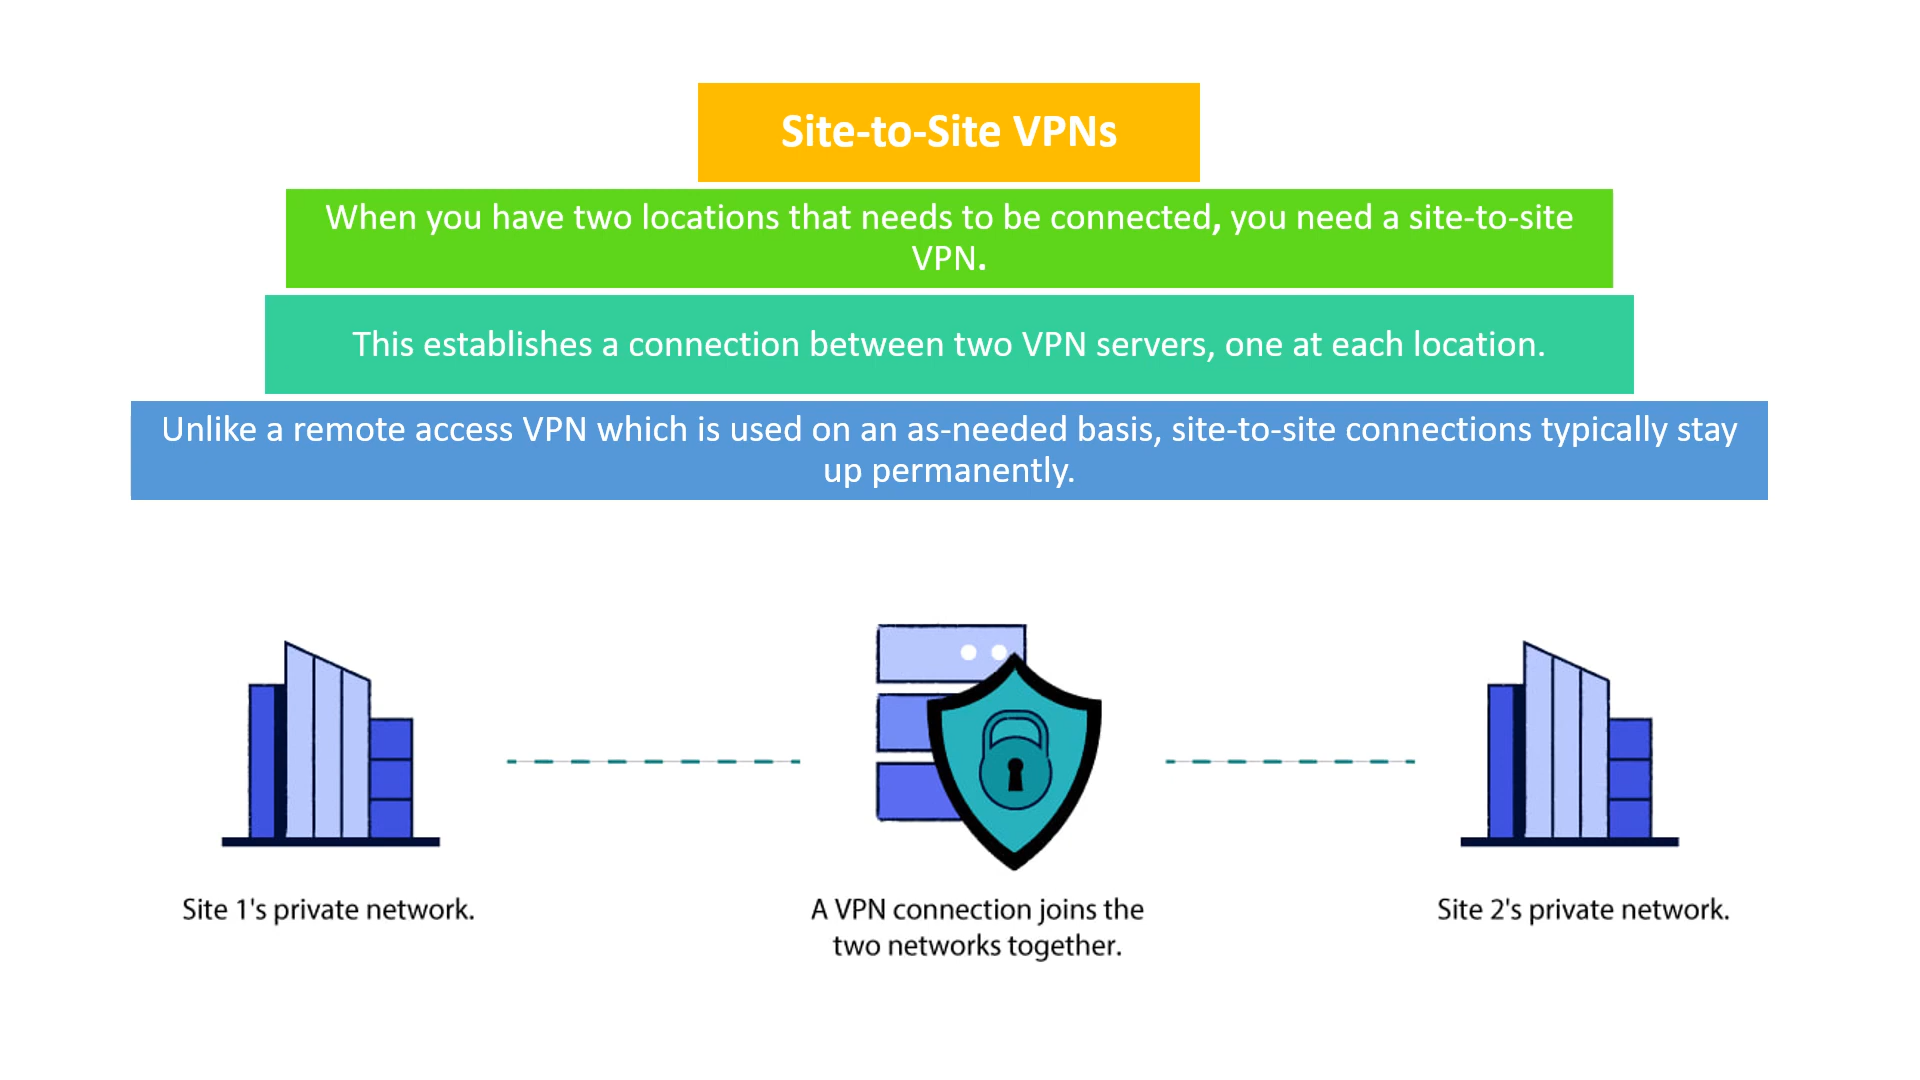 Site-to-Site VPNs
When you have two locations that needs to be connected, you need a site-to-site
VPN.
This establishes a connection between two VPN servers, one at each location.
Unlike a remote access VPN which is used on an as-needed basis, site-to-site connections typically stay
up permanently.
Site 1's private network.
A VPN connection joins the
two networks together.
Site 2's private network.